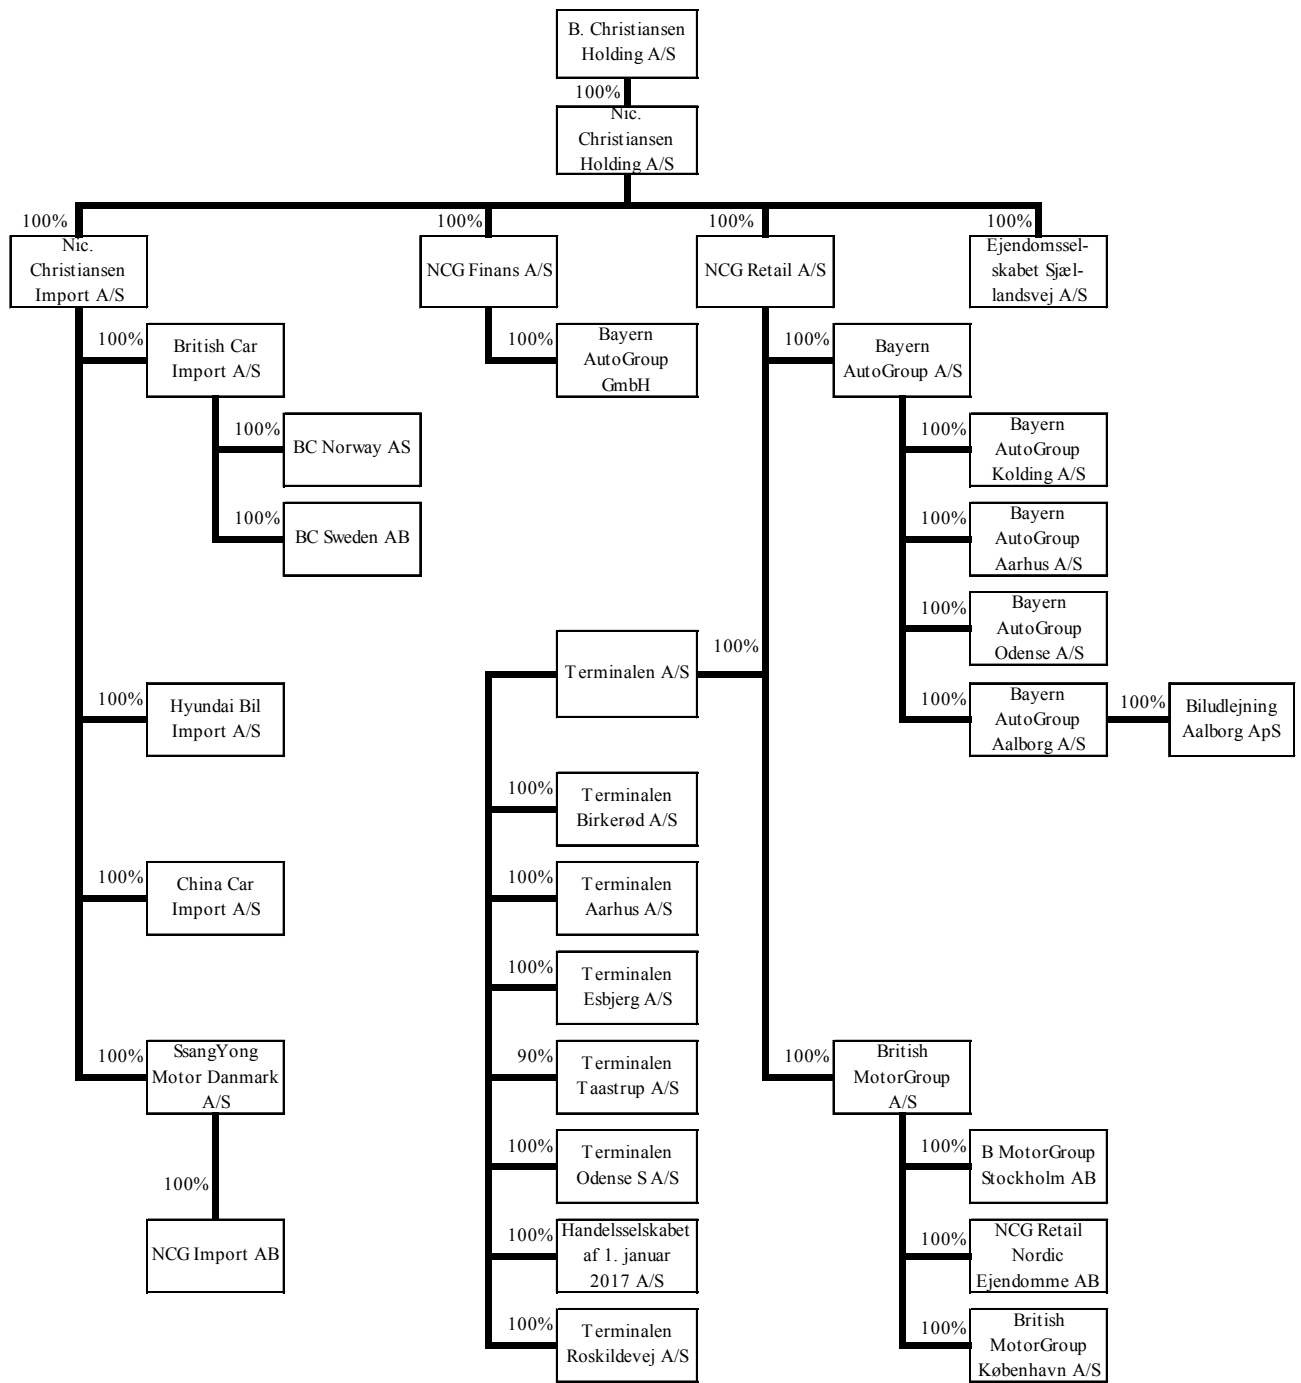 B. Christiansen
Holding A/S
100%
Nic.
Christiansen
Holding A/S
100%
100%
100%
100%
Nic.
Christiansen
Import A/S
NCG Finans A/S
NCG Retail A/S
Ejendomssel-
skabet Sjæl-
landsvej A/S
100%
British Car
Import A/S
100%
Bayern
AutoGroup
GmbH
100%
Bayern
AutoGroup A/S
100%
BC Norway AS
100%
Bayern
AutoGroup
Kolding A/S
100%
BC Sweden AB
100%
Bayern
AutoGroup
Aarhus A/S
100%
Bayern
AutoGroup
Odense A/S
Terminalen A/S
100%
100%
Hyundai Bil
Import A/S
100%
Bayern
AutoGroup
Aalborg A/S
100%
Biludlejning
Aalborg ApS
100%
Terminalen
Birkerød A/S
100%
China Car
Import A/S
100%
Terminalen
Aarhus A/S
100%
Terminalen
Esbjerg A/S
100%
SsangYong
Motor Danmark
A/S
90%
Terminalen
Taastrup A/S
100%
British
MotorGroup
A/S
100%
Terminalen
Odense S A/S
100%
B MotorGroup
Stockholm AB
100%
NCG Import AB
100%
Handelsselskabet
af 1. januar
2017 A/S
100%
NCG Retail
Nordic
Ejendomme AB
100%
Terminalen
Roskildevej A/S
100%
British
MotorGroup
København A/S